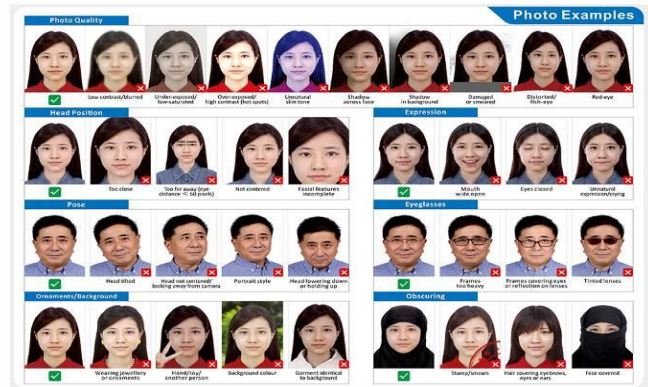 Photo Examples
Photo Quality
Low contrast/blurred
Under-exposed/
low-saturated
Over-exposed/
high contrast (hot spots)
Unnatural
skin tone
Shadow
across face
Shadow
in background
Damaged
or smeared
Distorted/
fish-eye
Red-eye
Head Position
Too close
Too far away (eye
distance < 60 pixels)
Not centered
Facial features
incomplete
Expression
Mouth
wide open
Eyes closed
Unnatural
expression/crying
Pose
Head tilted
Head not centered/
looking away from camera
Portrait style
Head lowering down
or holding up
Eyeglasses
Frames
too heavy
Frames covering eyes
or reflection on lenses
Tinted lenses
Ornaments/Background
Wearing jewellery
or ornaments
Hand/toy/
another person
Background colour
Garment identical
to background
Obscuring
Stamp/smears
Hair covering eyebrows,
eyes or ears
Face covered